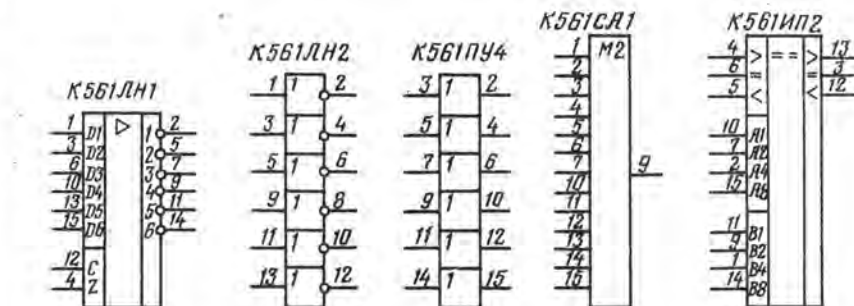 К561ЛН1
1 D1 ▷ 1 2
3 D2 2 5
6 D3 3 7
10 D4 4 9
13 D5 5 11
15 D6 6 14
12 C
4 Z
К561ЛН2
1 1 2
3 1 4
5 1 6
9 1 8
11 1 10
13 1 12
К561ПУ4
3 1 2
5 1 4
7 1 6
9 1 10
11 1 12
14 1 15
К561СА1
1 М2
2
3
4
5
6
7
9
10
11
12
13
14
15
К561ИП2
4 > == > 13
6 = = 3
5 < < 12
10 A1
7 A2
2 A4
15 A8
11 B1
9 B2
1 B4
14 B8